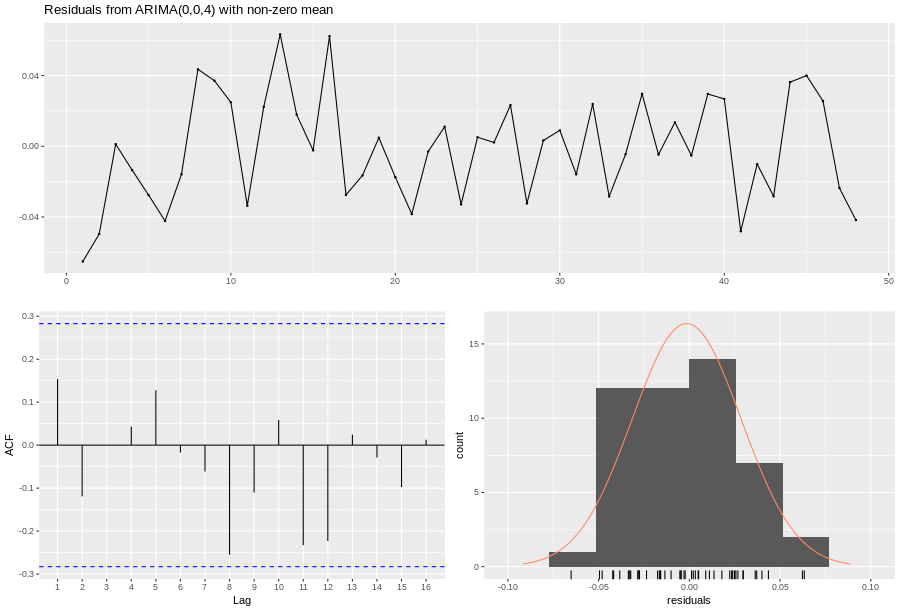 Residuals from ARIMA(0,0,4) with non-zero mean
0.04
0.00
-0.04
0 10 20 30 40 50
0.3
0.2
0.1
0.0
-0.1
-0.2
-0.3
ACF
1 2 3 4 5 6 7 8 9 10 11 12 13 14 15 16
Lag
15
10
5
0
count
-0.10 -0.05 0.00 0.05 0.10
residuals